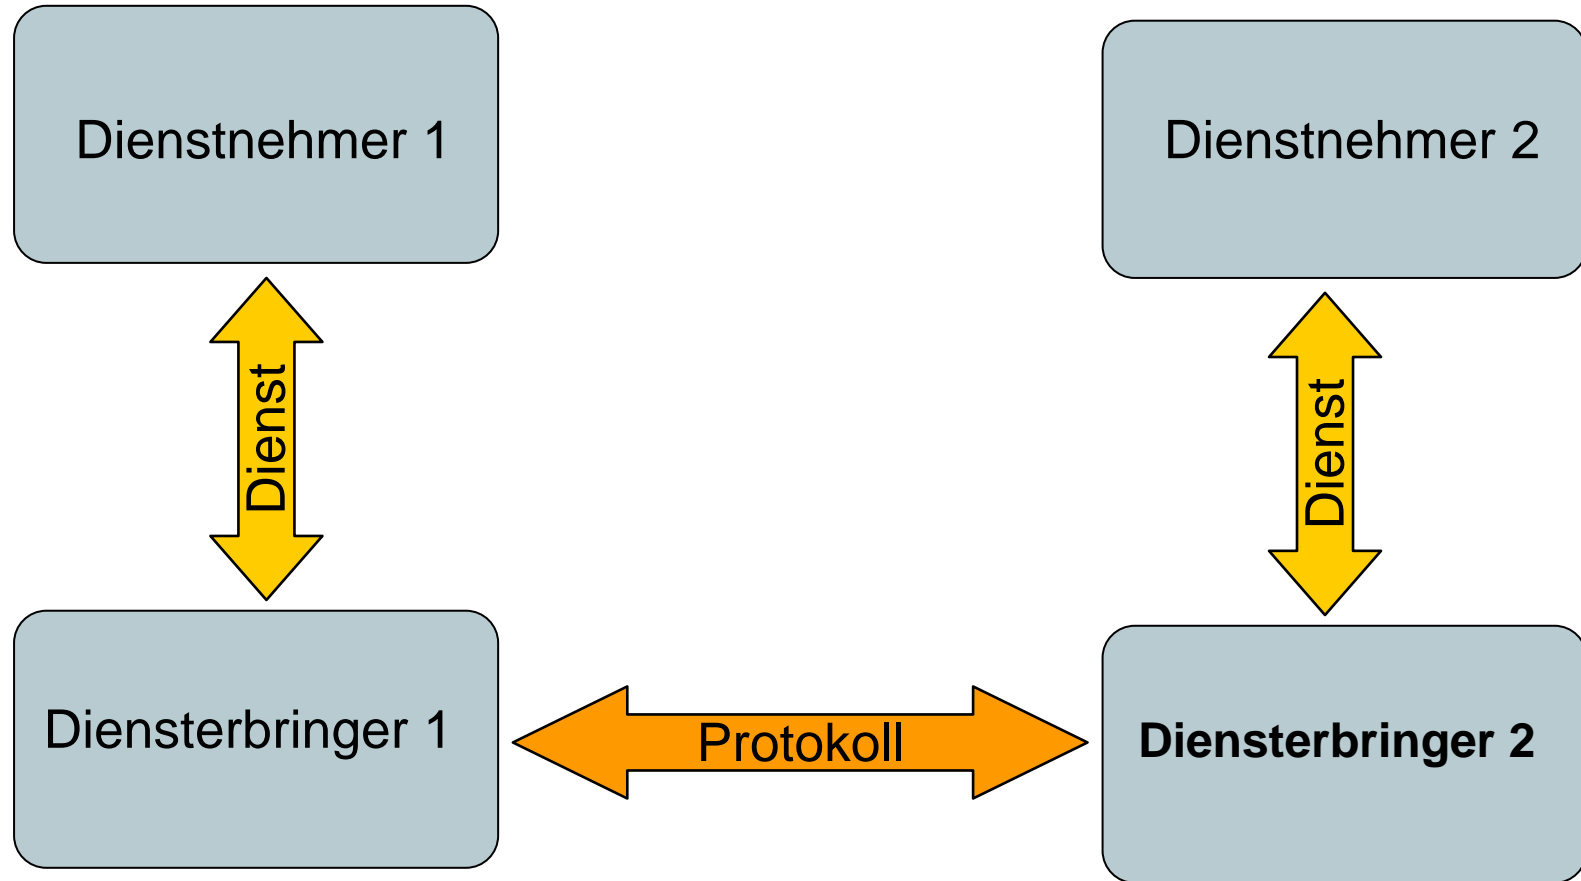 Dienstnehmer 1
Dienstnehmer 2
Dienst
Dienst
Diensterbringer 1
Protokoll
Diensterbringer 2